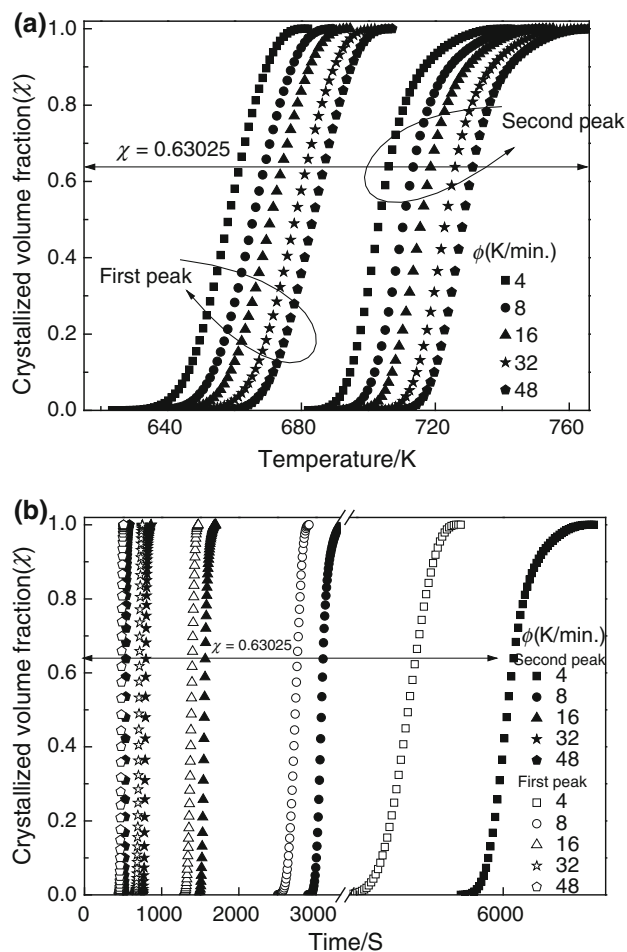 (a)
1.0
0.8
0.6
0.4
0.2
0.0
Crystallized volume fraction(χ)
χ = 0.63025
Second peak
First peak
ϕ(K/min.)
4
8
16
32
48
640
680
720
760
Temperature/K
(b)
1.0
0.8
0.6
0.4
0.2
0.0
Crystallized volume fraction(χ)
χ = 0.63025
ϕ(K/min.)
Second peak
4
8
16
32
48
First peak
4
8
16
32
48
0
1000
2000
3000
6000
Time/S